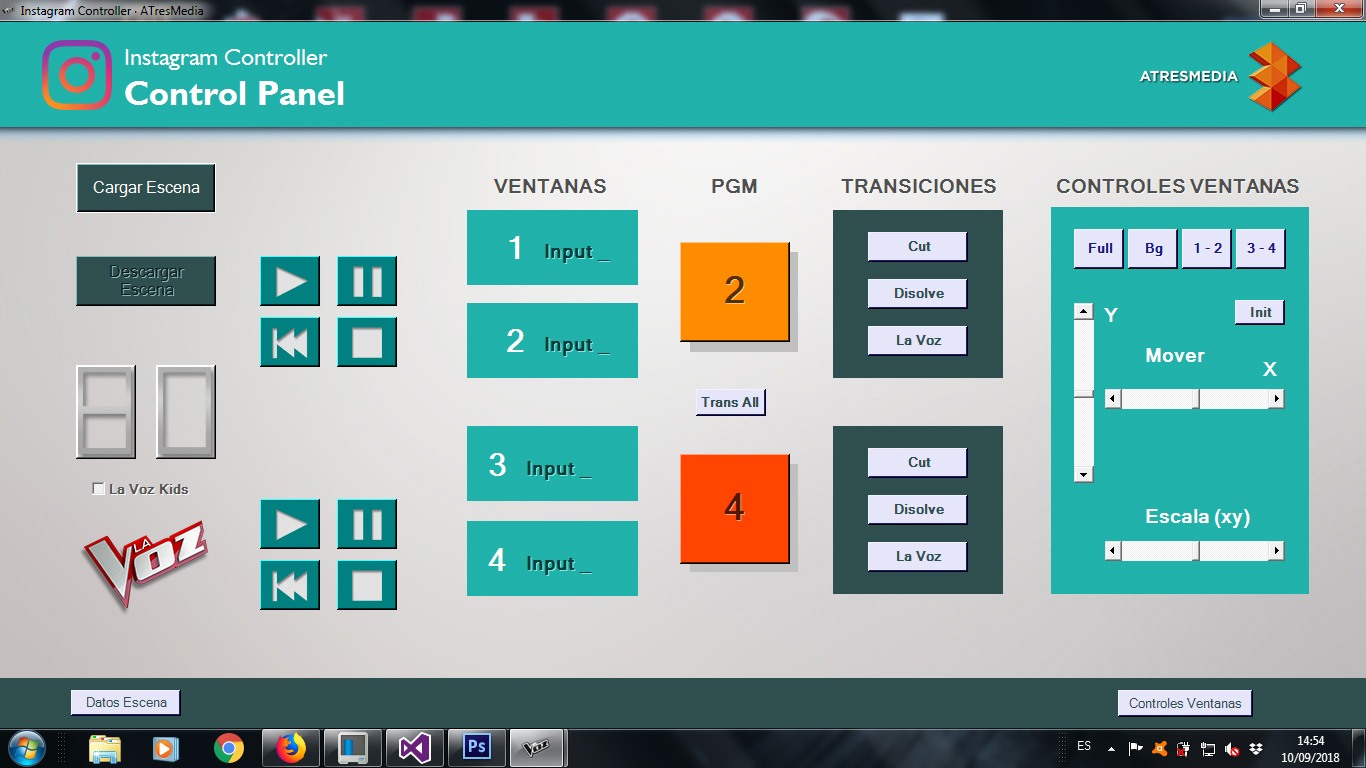 Instagram Controller · ATresMedia
Instagram Controller
Control Panel
ATRESMEDIA
Cargar Escena
Descargar
Escena
La Voz Kids
LA
VOZ
VENTANAS
1 Input _
2 Input _
3 Input _
4 Input _
PGM
2
Trans All
4
TRANSICIONES
Cut
Disolve
La Voz
Cut
Disolve
La Voz
CONTROLES VENTANAS
Full
Bg
1 - 2
3 - 4
Y
Init
Mover
X
Escala (xy)
Datos Escena
Controles Ventanas
Ps
Voz
ES
14:54
10/09/2018